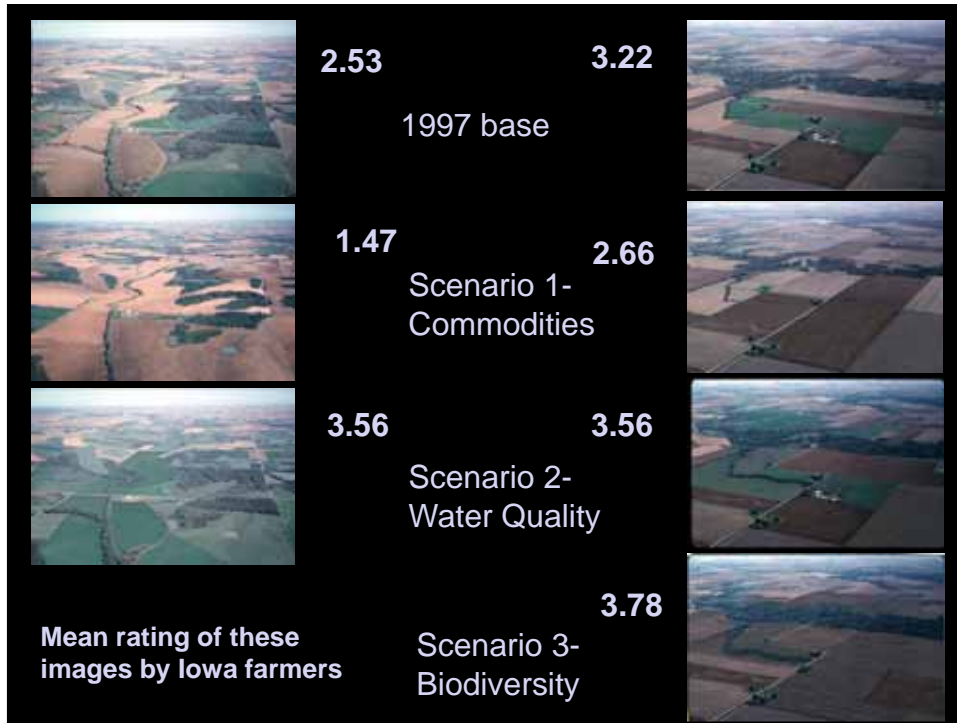 2.53
3.22
1997 base
1.47
2.66
Scenario 1-
Commodities
3.56
3.56
Scenario 2-
Water Quality
3.78
Scenario 3-
Biodiversity
Mean rating of these
images by Iowa farmers